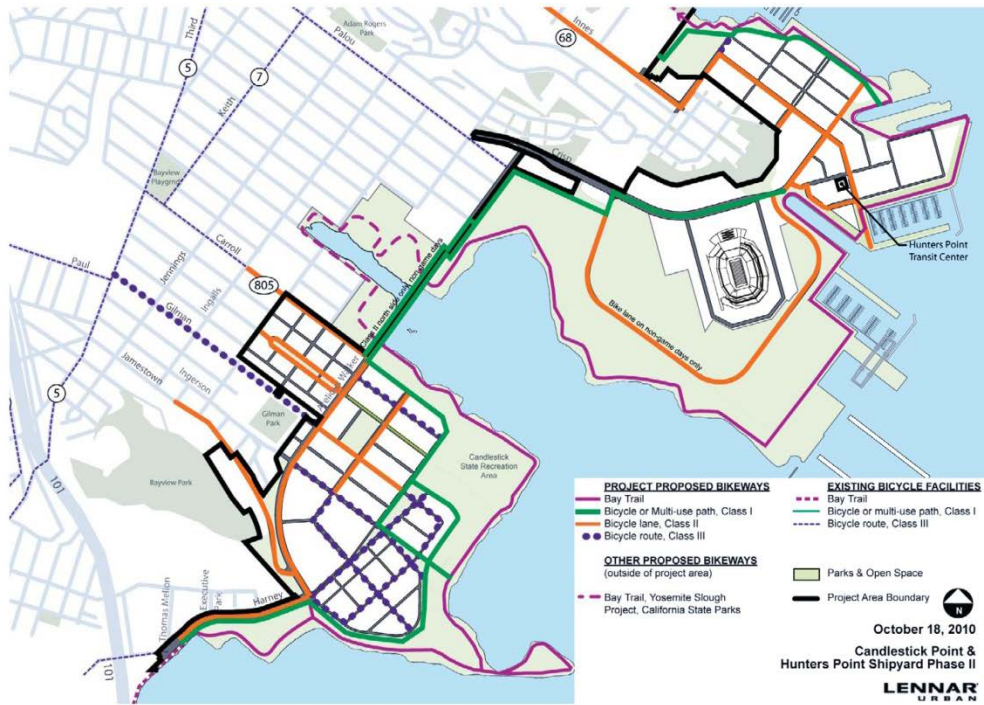 Adam Rogers
Park
Innes
68
Third
Palou
5
7
Keith
Crisp
Bayview
Playgrnd
Carroll
Class II north side only, non-game days
Hunters Point
Transit Center
Paul
Jennings
Ingalls
805
Gilman
Bike lane on non-game days only
Jamestown
Ingerson
Walker
5
Gilman
Park
Candlestick
State Recreation
Area
Bayview Park
101
Thomas Mellon
Executive
Park
Harney
101
PROJECT PROPOSED BIKEWAYS
Bay Trail
Bicycle or Multi-use path, Class I
Bicycle lane, Class II
Bicycle route, Class III
OTHER PROPOSED BIKEWAYS
(outside of project area)
Bay Trail, Yosemite Slough
Project, California State Parks
EXISTING BICYCLE FACILITIES
Bay Trail
Bicycle or multi-use path, Class I
Bicycle route, Class III
Parks & Open Space
Project Area Boundary
N
October 18, 2010
Candlestick Point &
Hunters Point Shipyard Phase II
LENNAR
URBAN